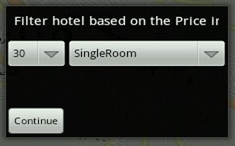 Filter hotel based on the Price ir
30 SingleRoom
Continue